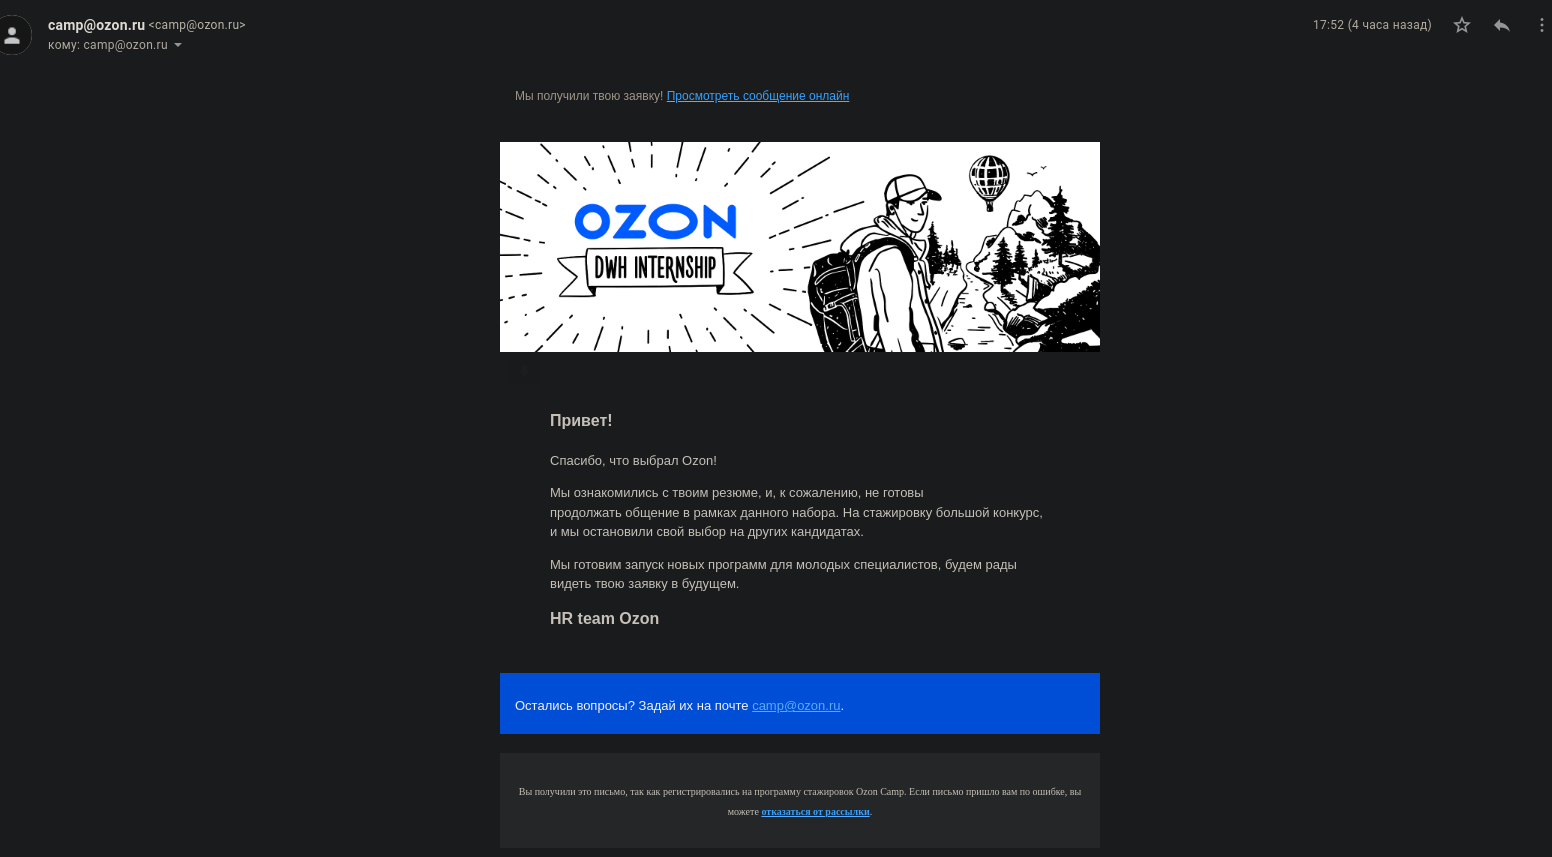 camp@ozon.ru <camp@ozon.ru>
17:52 (4 часа назад)
кому: camp@ozon.ru
Мы получили твою заявку! Просмотреть сообщение онлайн
OZON
DWH INTERNSHIP
Привет!
Спасибо, что выбрал Ozon!
Мы ознакомились с твоим резюме, и, к сожалению, не готовы
продолжать общение в рамках данного набора. На стажировку большой конкурс,
и мы остановили свой выбор на других кандидатах.
Мы готовим запуск новых программ для молодых специалистов, будем рады
видеть твою заявку в будущем.
HR team Ozon
Остались вопросы? Задай их на почте camp@ozon.ru.
Вы получили это письмо, так как регистрировались на программу стажировок Ozon Camp. Если письмо пришло вам по ошибке, вы
можете отказаться от рассылки.